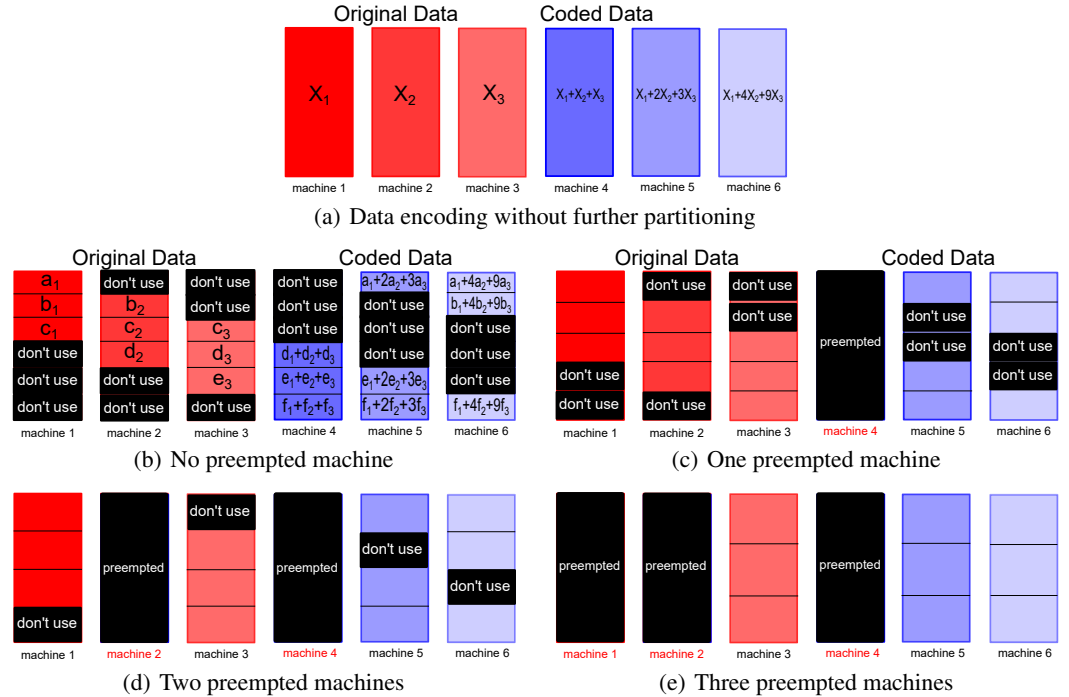 Original Data Coded Data
X₁ X₂ X₃ X₁+X₂+X₃ X₁+2X₂+3X₃ X₁+4X₂+9X₃
machine 1 machine 2 machine 3 machine 4 machine 5 machine 6
(a) Data encoding without further partitioning
Original Data Coded Data
a₁ don't use don't use don't use a₁+2a₂+3a₃ a₁+4a₂+9a₃
b₁ b₂ don't use don't use don't use b₁+4b₂+9b₃
c₁ c₂ c₃ don't use don't use don't use
don't use d₂ d₃ d₁+d₂+d₃ don't use don't use
don't use don't use e₃ e₁+e₂+e₃ e₁+2e₂+3e₃ don't use
don't use don't use don't use f₁+f₂+f₃ f₁+2f₂+3f₃ f₁+4f₂+9f₃
machine 1 machine 2 machine 3 machine 4 machine 5 machine 6
(b) No preempted machine
Original Data Coded Data
don't use don't use
don't use don't use
preempted don't use don't use
don't use don't use
don't use don't use
machine 1 machine 2 machine 3 machine 4 machine 5 machine 6
(c) One preempted machine
don't use
preempted preempted don't use
don't use
don't use
machine 1 machine 2 machine 3 machine 4 machine 5 machine 6
(d) Two preempted machines
preempted preempted preempted
machine 1 machine 2 machine 3 machine 4 machine 5 machine 6
(e) Three preempted machines